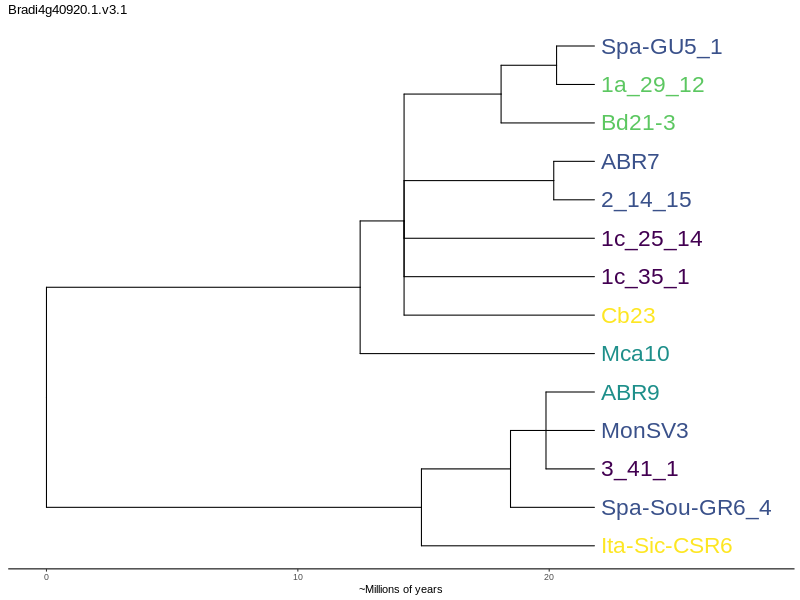 Bradi4g40920.1.v3.1
Spa-GU5_1
1a_29_12
Bd21-3
ABR7
2_14_15
1c_25_14
1c_35_1
Cb23
Mca10
ABR9
MonSV3
3_41_1
Spa-Sou-GR6_4
Ita-Sic-CSR6
0 10 20
~Millions of years